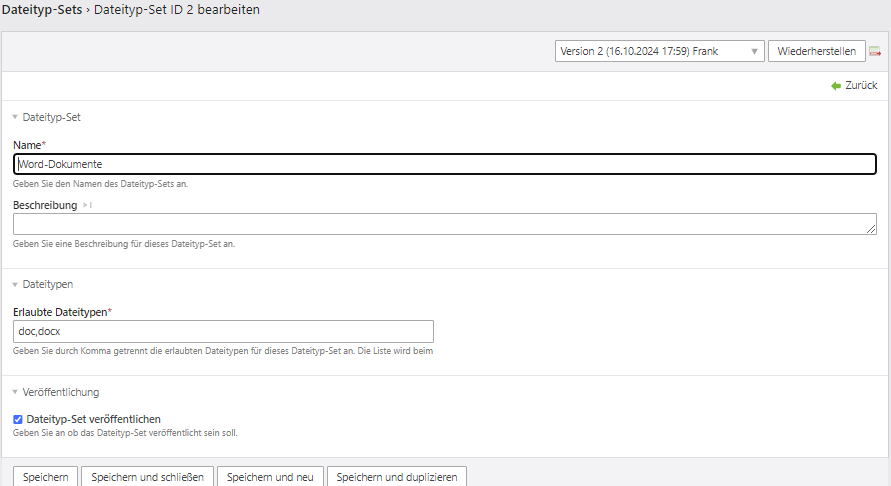 Dateityp-Sets › Dateityp-Set ID 2 bearbeiten
Version 2 (16.10.2024 17:59) Frank Wiederherstellen
Zurück
Dateityp-Set
Name*
Word-Dokumente
Geben Sie den Namen des Dateityp-Sets an.
Beschreibung
Geben Sie eine Beschreibung für dieses Dateityp-Set an.
Dateitypen
Erlaubte Dateitypen*
doc,docx
Geben Sie durch Komma getrennt die erlaubten Dateitypen für dieses Dateityp-Set an. Die Liste wird beim
Veröffentlichung
Dateityp-Set veröffentlichen
Geben Sie an ob das Dateityp-Set veröffentlicht sein soll.
Speichern Speichern und schließen Speichern und neu Speichern und duplizieren